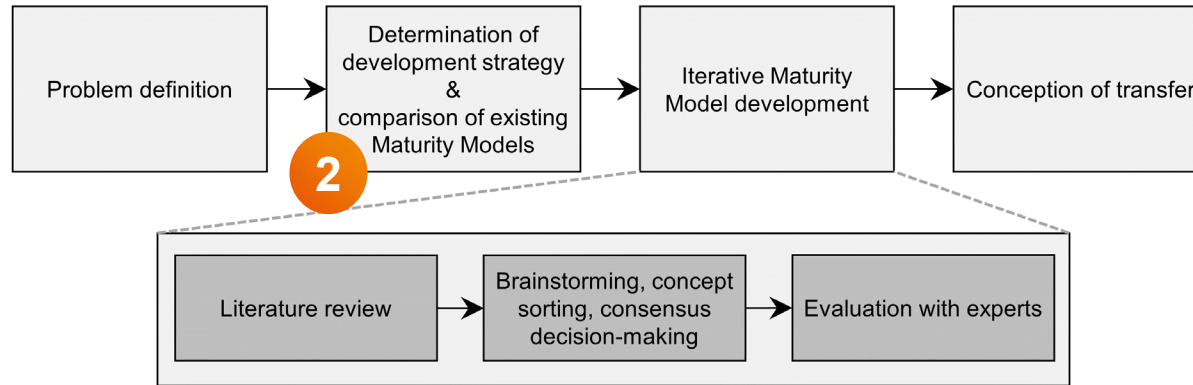 Problem definition
Determination of
development strategy
&
comparison of existing
Maturity Models
Iterative Maturity
Model development
Conception of transfer
2
Literature review
Brainstorming, concept
sorting, consensus
decision-making
Evaluation with experts